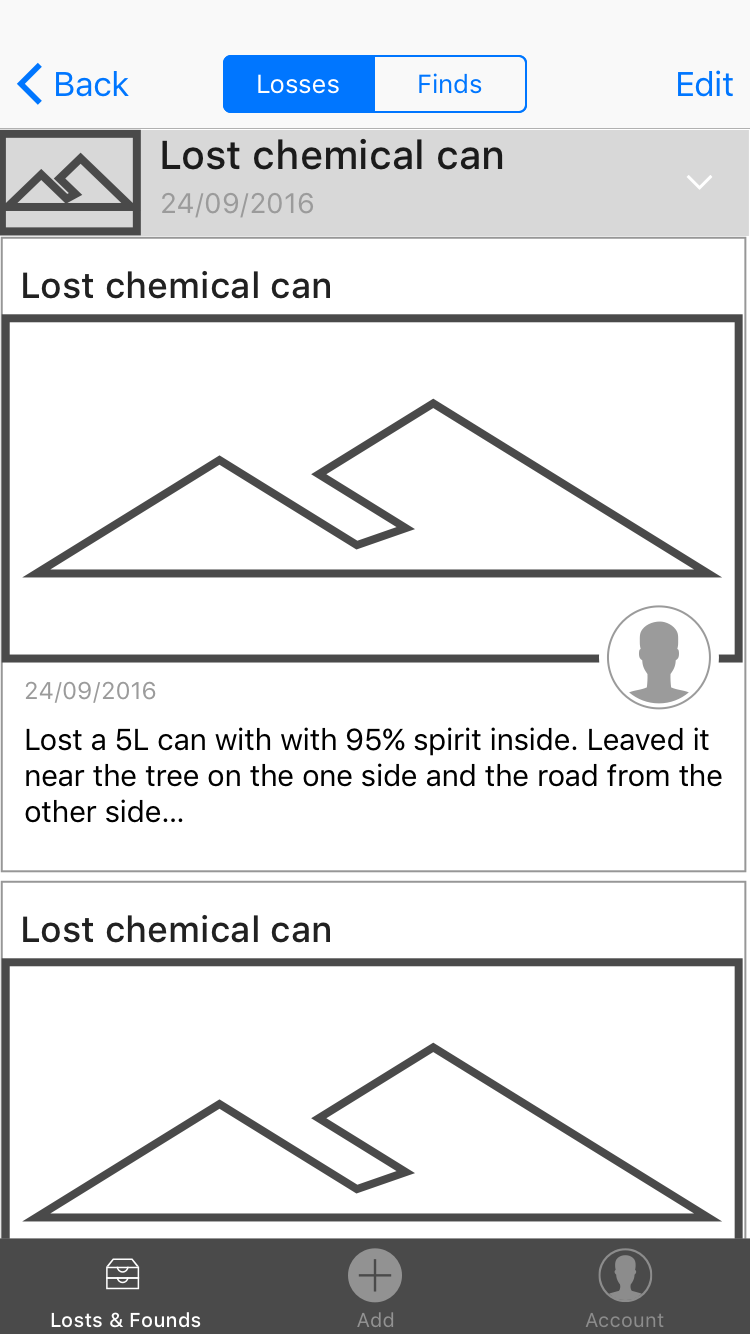 Back
Losses
Finds
Edit
Lost chemical can
24/09/2016
Lost chemical can
24/09/2016
Lost a 5L can with with 95% spirit inside. Leaved it
near the tree on the one side and the road from the
other side...
Lost chemical can
Losts & Founds
Add
Account